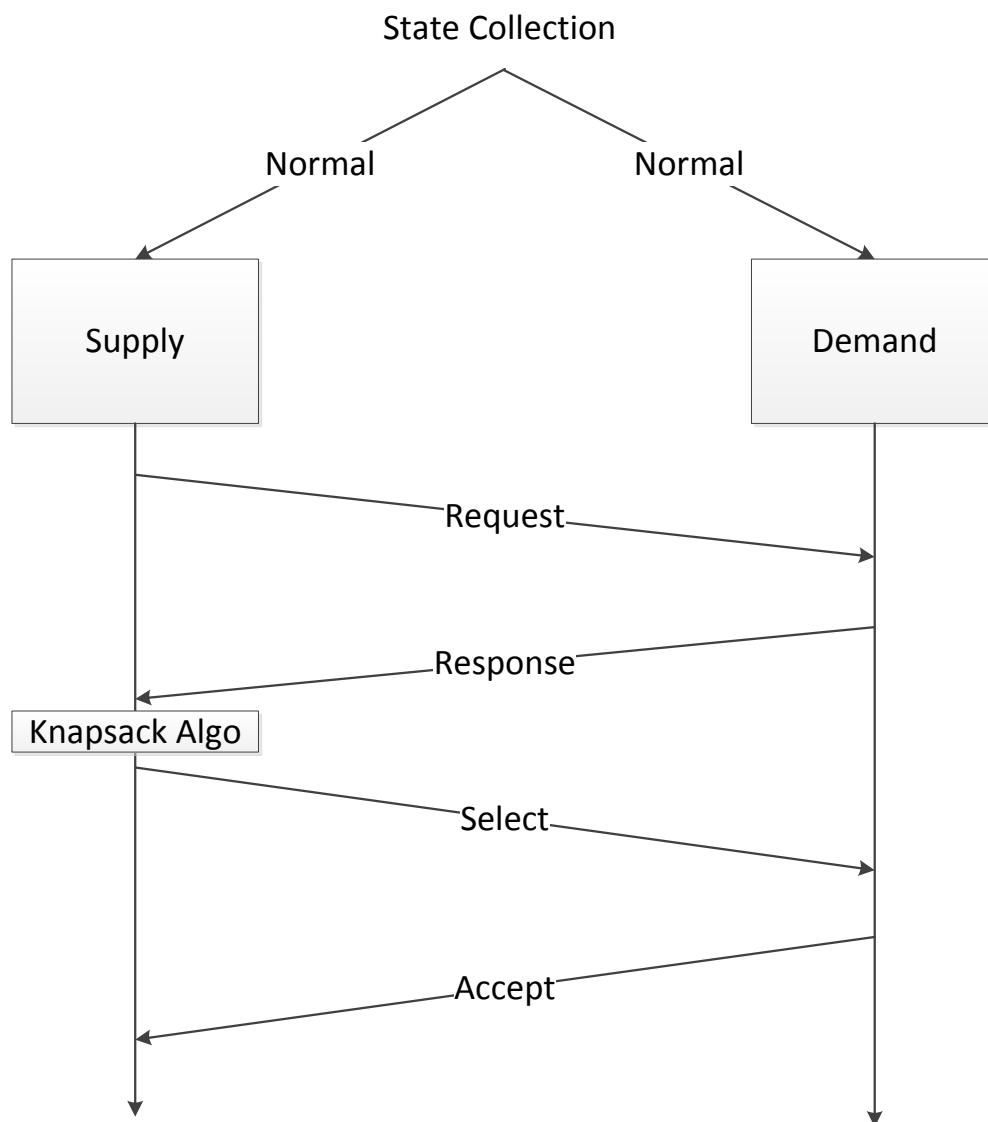 State Collection
Normal
Normal
Supply
Demand
Request
Response
Knapsack Algo
Select
Accept